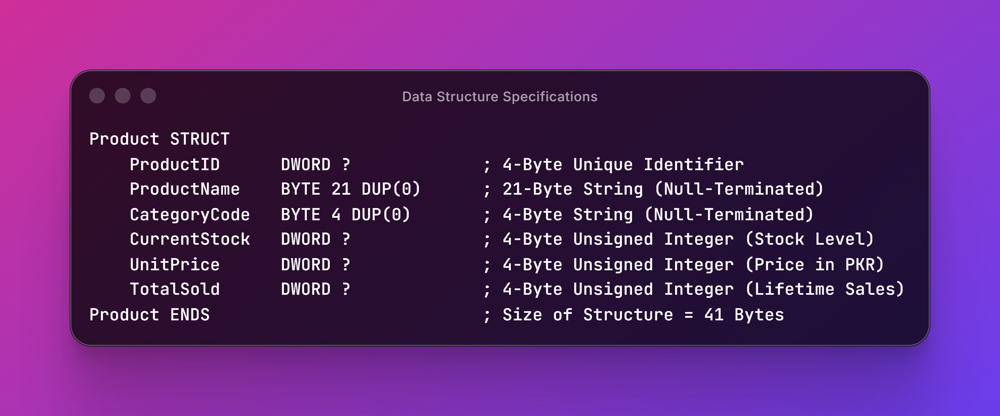 Data Structure Specifications
Product STRUCT
    ProductID      DWORD ?             ; 4-Byte Unique Identifier
    ProductName    BYTE 21 DUP(0)      ; 21-Byte String (Null-Terminated)
    CategoryCode   BYTE 4 DUP(0)       ; 4-Byte String (Null-Terminated)
    CurrentStock   DWORD ?             ; 4-Byte Unsigned Integer (Stock Level)
    UnitPrice      DWORD ?             ; 4-Byte Unsigned Integer (Price in PKR)
    TotalSold      DWORD ?             ; 4-Byte Unsigned Integer (Lifetime Sales)
Product ENDS                           ; Size of Structure = 41 Bytes